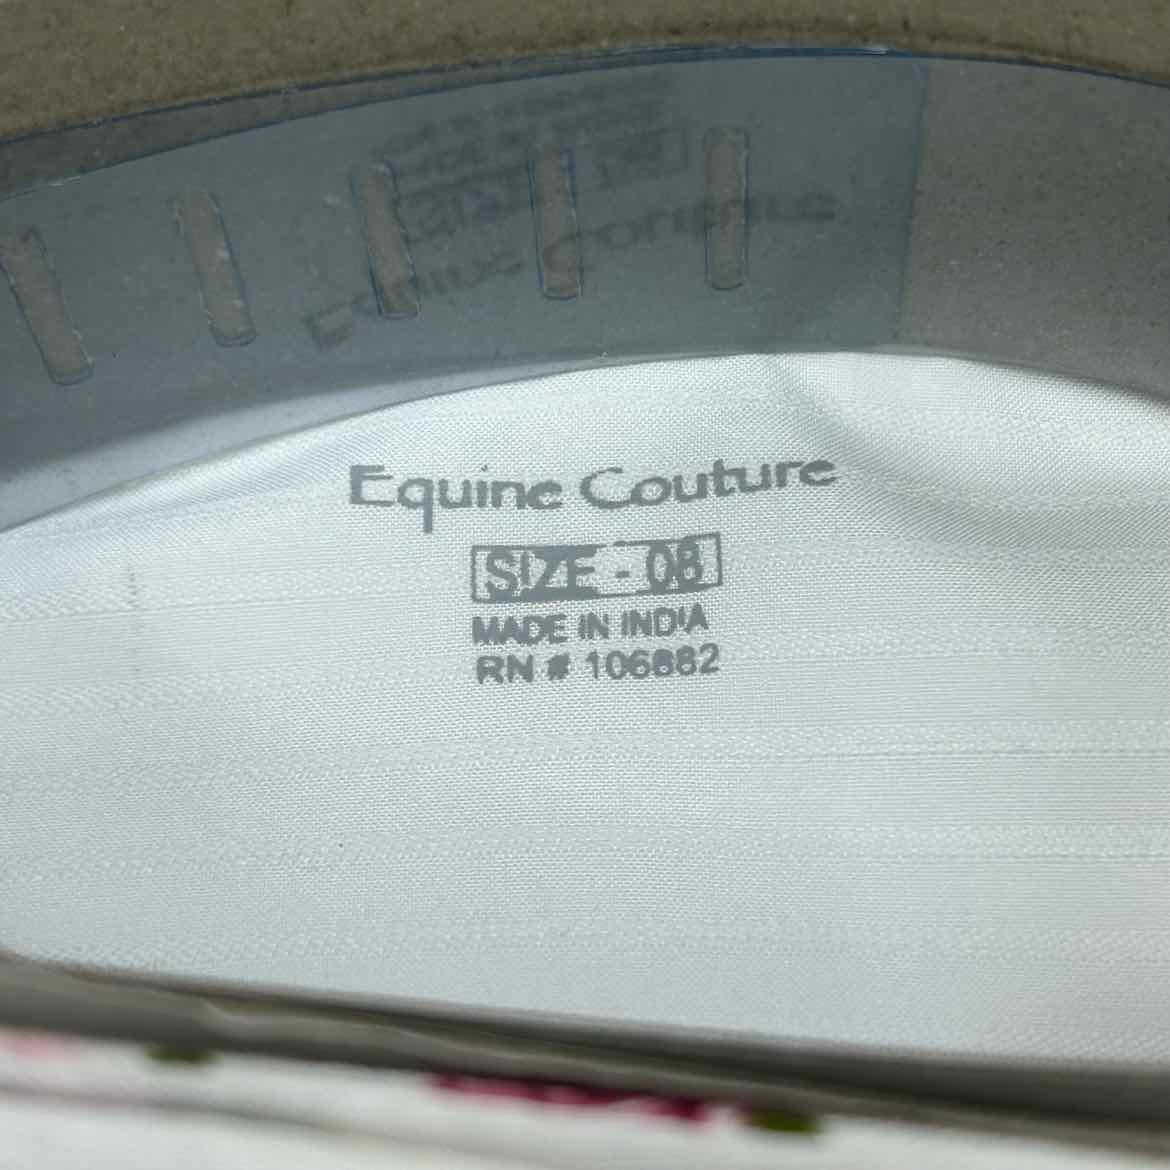 Equine Couture
SIZE - 08
MADE IN INDIA
RN # 106882